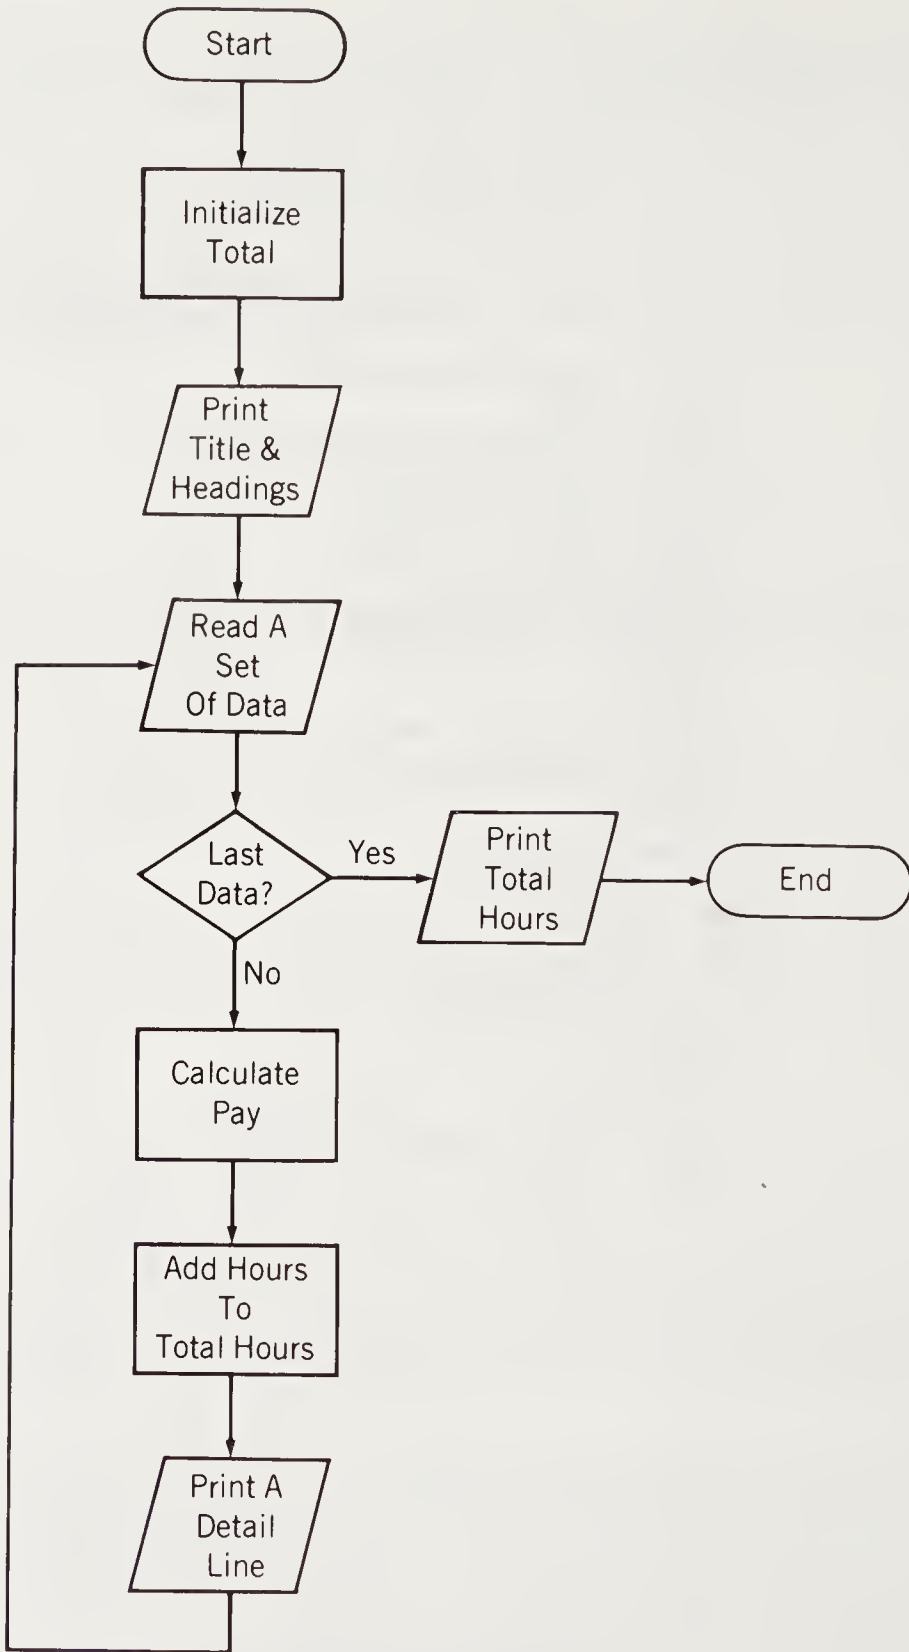 Start
Initialize
Total
Print
Title &
Headings
Read A
Set
Of Data
Last
Data?
Yes
Print
Total
Hours
End
No
Calculate
Pay
Add Hours
To
Total Hours
Print A
Detail
Line